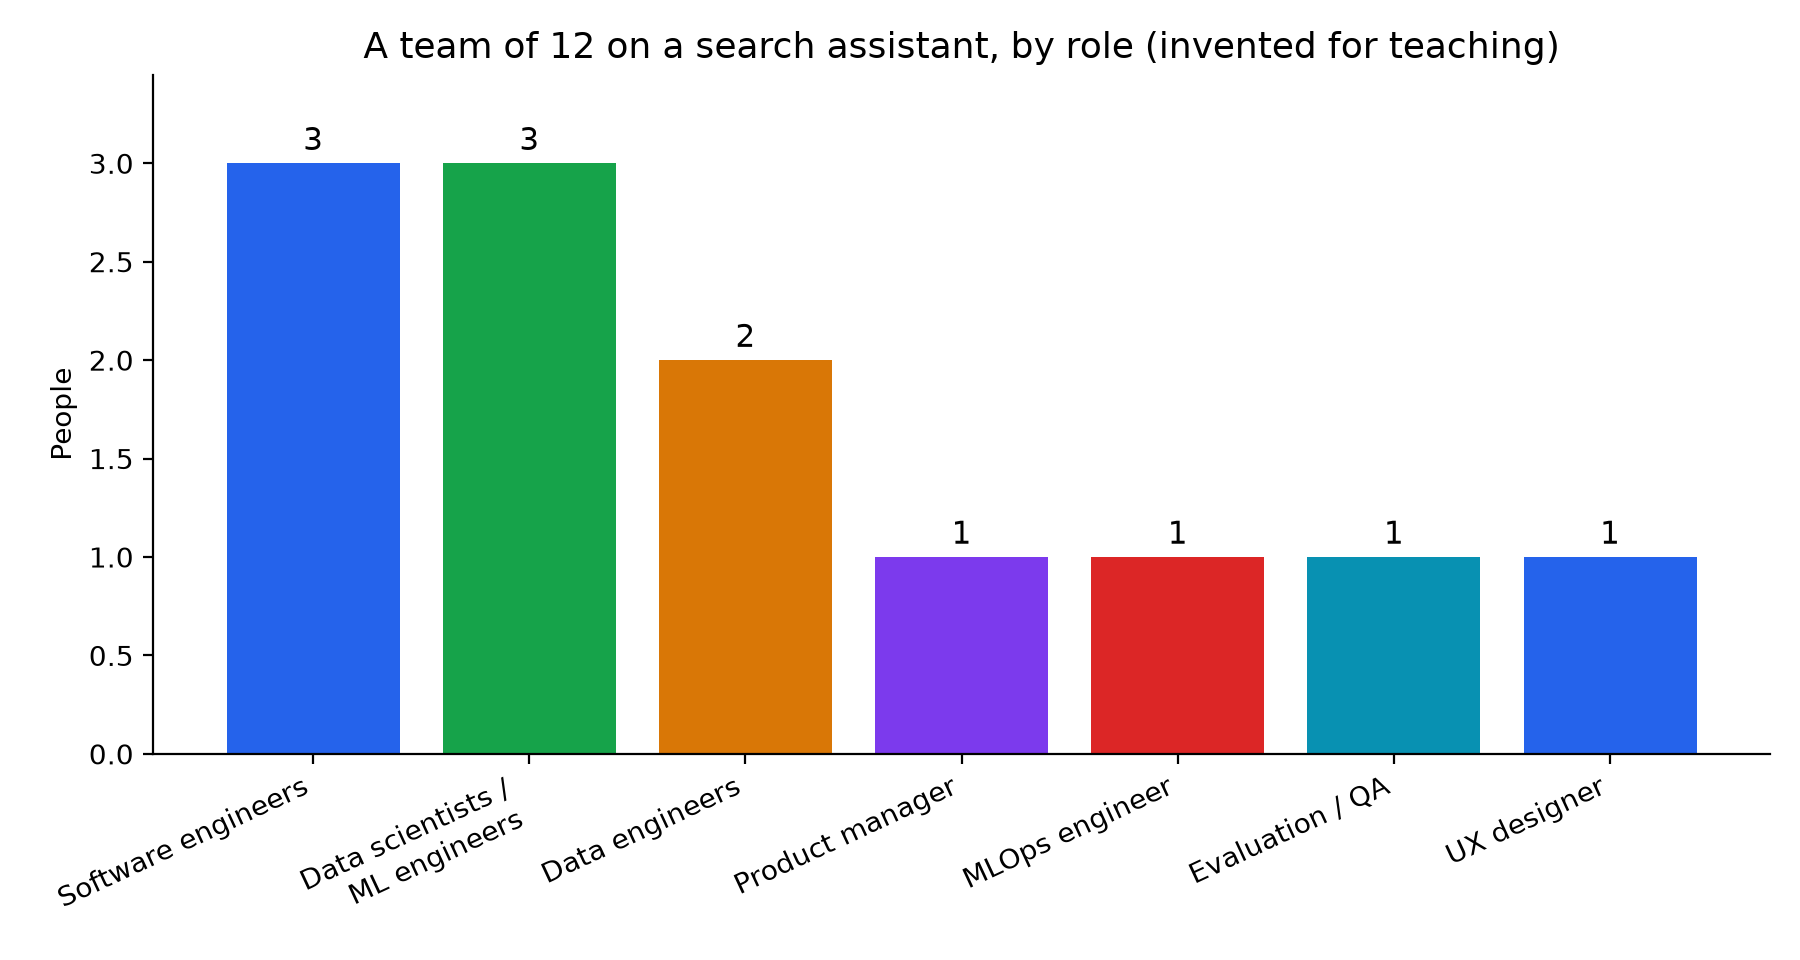 A team of 12 on a search assistant, by role (invented for teaching)
People
3.0
2.5
2.0
1.5
1.0
0.5
0.0
3
3
2
1
1
1
1
Software engineers
Data scientists /
ML engineers
Data engineers
Product manager
MLOps engineer
Evaluation / QA
UX designer